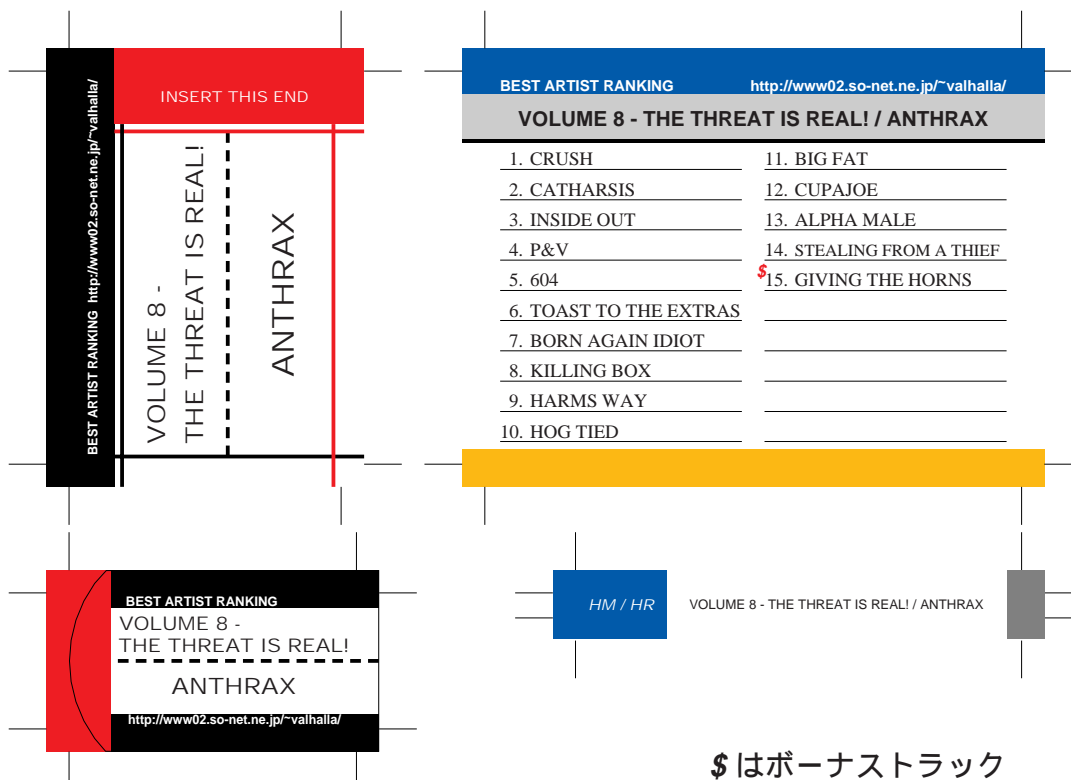 INSERT THIS END
BEST ARTIST RANKING http://www02.so-net.ne.jp/~valhalla/
VOLUME 8 -
THE THREAT IS REAL!
ANTHRAX
BEST ARTIST RANKING http://www02.so-net.ne.jp/~valhalla/
VOLUME 8 - THE THREAT IS REAL! / ANTHRAX
1. CRUSH
2. CATHARSIS
3. INSIDE OUT
4. P&V
5. 604
6. TOAST TO THE EXTRAS
7. BORN AGAIN IDIOT
8. KILLING BOX
9. HARMS WAY
10. HOG TIED
11. BIG FAT
12. CUPAJOE
13. ALPHA MALE
14. STEALING FROM A THIEF
$15. GIVING THE HORNS
BEST ARTIST RANKING
VOLUME 8 -
THE THREAT IS REAL!
ANTHRAX
http://www02.so-net.ne.jp/~valhalla/
HM / HR VOLUME 8 - THE THREAT IS REAL! / ANTHRAX
$ はボーナストラック